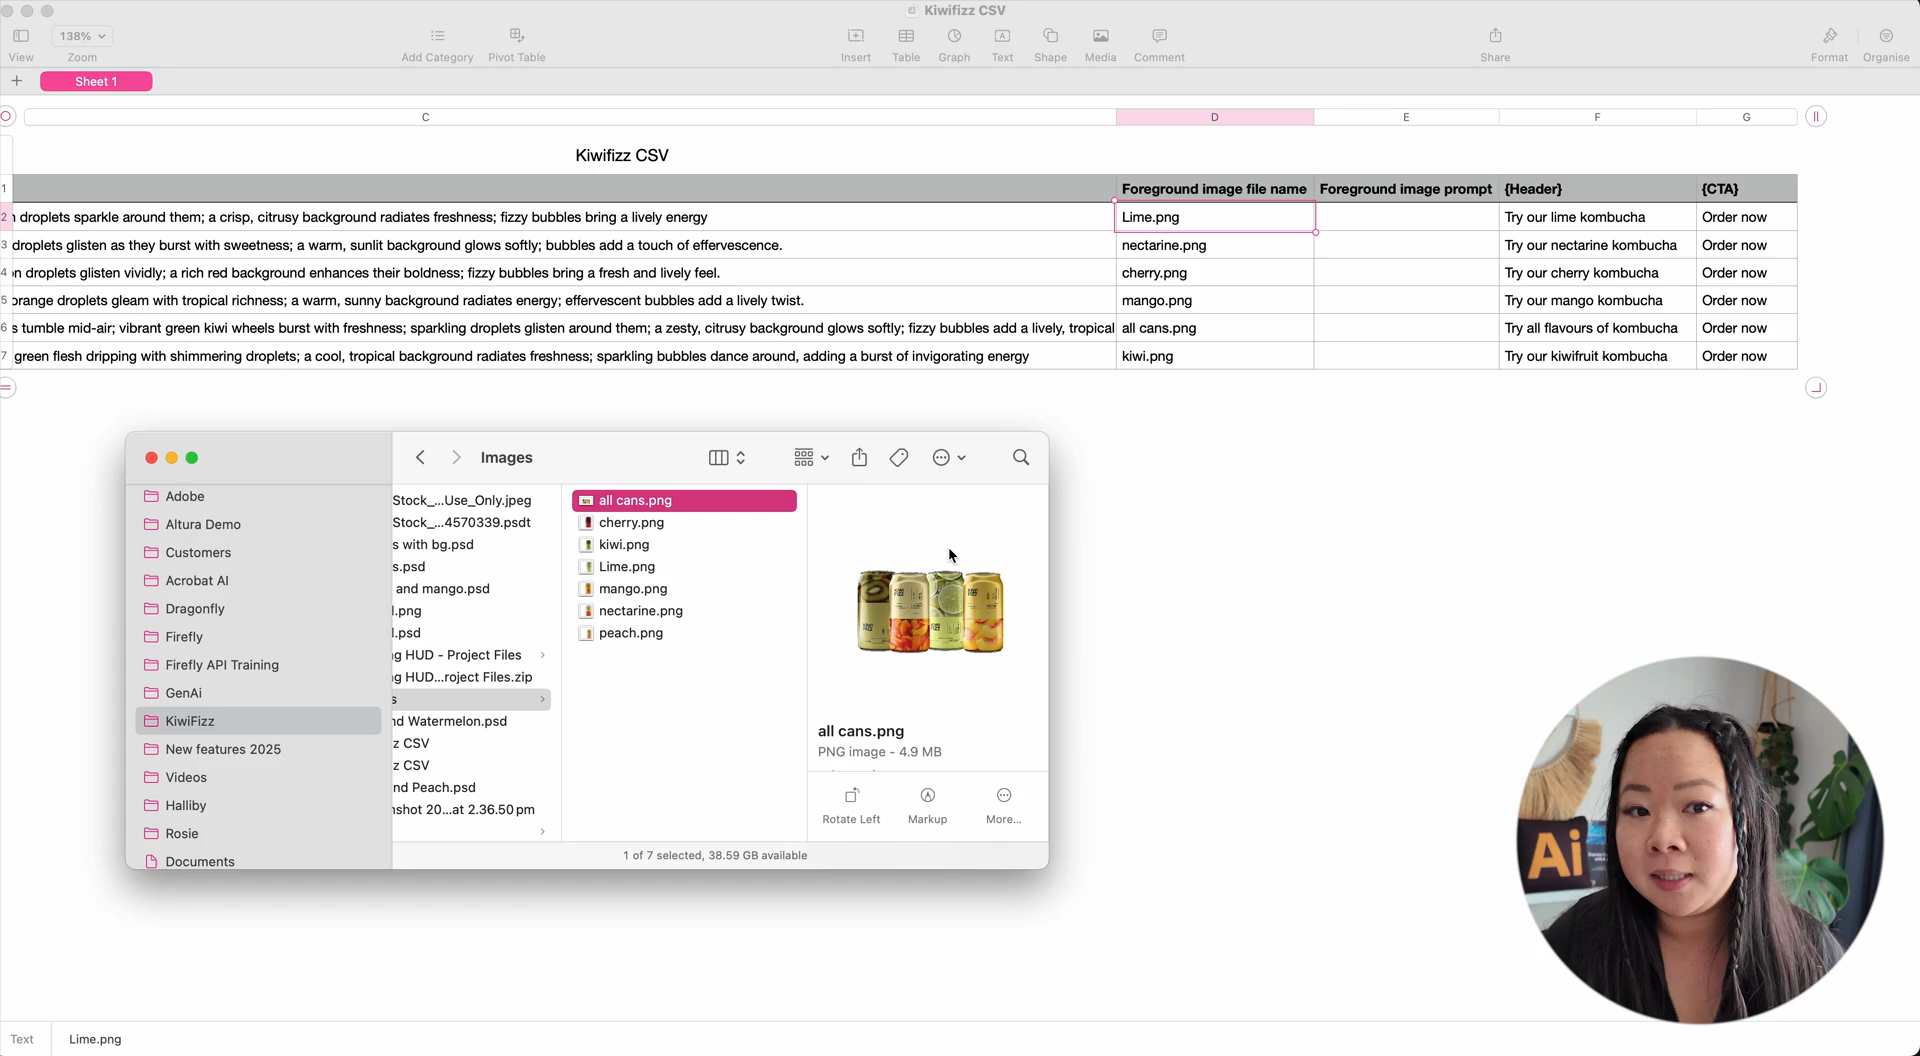 Kiwifizz CSV
138%
View
Zoom
Add Category
Pivot Table
Insert
Table
Graph
Text
Shape
Media
Comment
Share
Format
Organise
Sheet 1
C D E F G
Kiwifizz CSV
1 Foreground image file name Foreground image prompt {Header} {CTA}
2 droplets sparkle around them; a crisp, citrusy background radiates freshness; fizzy bubbles bring a lively energy Lime.png Try our lime kombucha Order now
3 droplets glisten as they burst with sweetness; a warm, sunlit background glows softly; bubbles add a touch of effervescence. nectarine.png Try our nectarine kombucha Order now
4 n droplets glisten vividly; a rich red background enhances their boldness; fizzy bubbles bring a fresh and lively feel. cherry.png Try our cherry kombucha Order now
5 orange droplets gleam with tropical richness; a warm, sunny background radiates energy; effervescent bubbles add a lively twist. mango.png Try our mango kombucha Order now
6 s tumble mid-air; vibrant green kiwi wheels burst with freshness; sparkling droplets glisten around them; a zesty, citrusy background glows softly; fizzy bubbles add a lively, tropical all cans.png Try all flavours of kombucha Order now
7 green flesh dripping with shimmering droplets; a cool, tropical background radiates freshness; sparkling bubbles dance around, adding a burst of invigorating energy kiwi.png Try our kiwifruit kombucha Order now
Images
Adobe
Altura Demo
Customers
Acrobat AI
Dragonfly
Firefly
Firefly API Training
GenAi
KiwiFizz
New features 2025
Videos
Halliby
Rosie
Documents
Stock_...Use_Only.jpeg
Stock_...4570339.psdt
s with bg.psd
s.psd
and mango.psd
l.png
l.psd
g HUD - Project Files
g HUD...roject Files.zip
s
nd Watermelon.psd
z CSV
z CSV
nd Peach.psd
nshot 20...at 2.36.50 pm
all cans.png
cherry.png
kiwi.png
Lime.png
mango.png
nectarine.png
peach.png
all cans.png
PNG image - 4.9 MB
Rotate Left
Markup
More...
1 of 7 selected, 38.59 GB available
Ai
Text
Lime.png